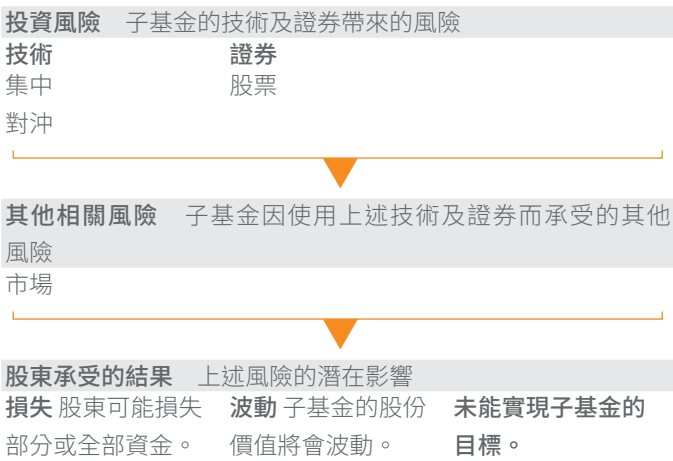 投資風險 子基金的技術及證券帶來的風險
技術 證券
集中 股票
對沖
其他相關風險 子基金因使用上述技術及證券而承受的其他
風險
市場
股東承受的結果 上述風險的潛在影響
損失 股東可能損失 波動 子基金的股份 未能實現子基金的
部分或全部資金。 價值將會波動。 目標。